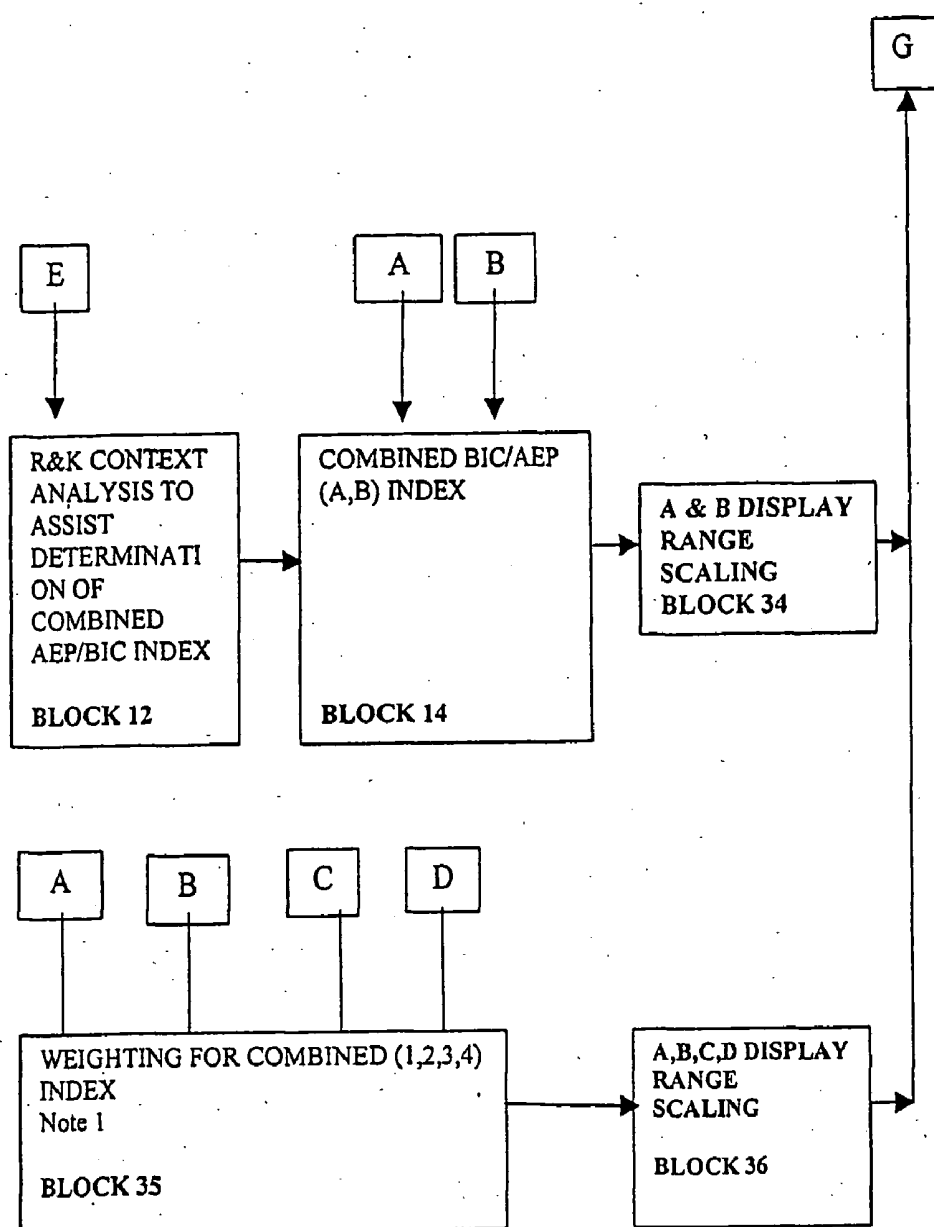 G
E
A
B
R&K CONTEXT
ANALYSIS TO
ASSIST
DETERMINATI
ON OF
COMBINED
AEP/BIC INDEX
BLOCK 12
COMBINED BIC/AEP
(A,B) INDEX
BLOCK 14
A & B DISPLAY
RANGE
SCALING
BLOCK 34
A
B
C
D
WEIGHTING FOR COMBINED (1,2,3,4)
INDEX
Note 1
BLOCK 35
A,B,C,D DISPLAY
RANGE
SCALING
BLOCK 36